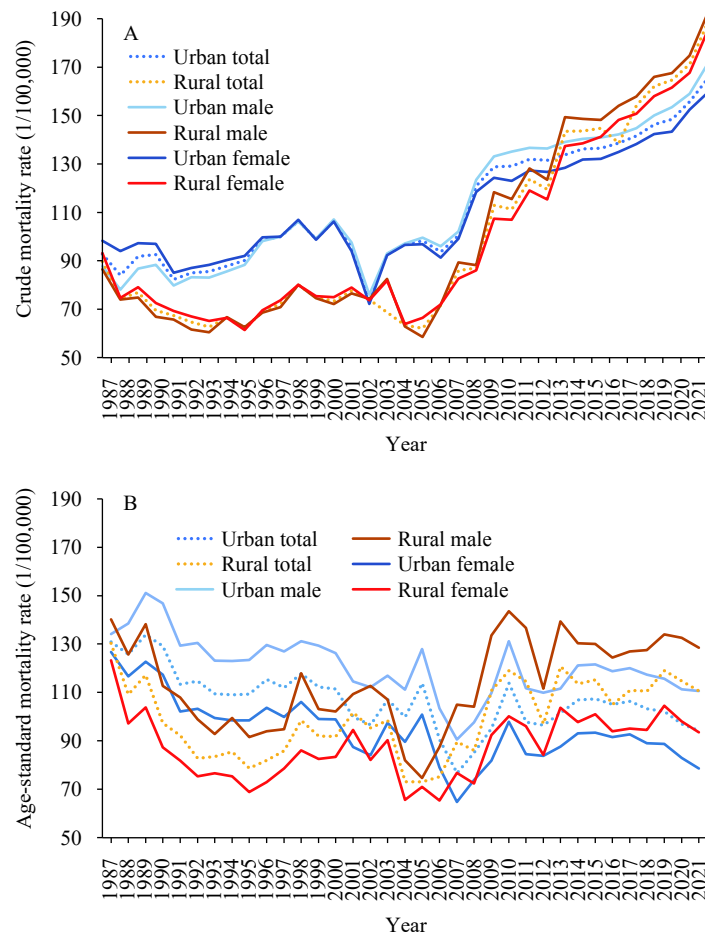 A
190
170
150
130
110
90
70
50
Crude mortality rate (1/100,000)
Urban total
Rural total
Urban male
Rural male
Urban female
Rural female
1987 1988 1989 1990 1991 1992 1993 1994 1995 1996 1997 1998 1999 2000 2001 2002 2003 2004 2005 2006 2007 2008 2009 2010 2011 2012 2013 2014 2015 2016 2017 2018 2019 2020 2021
Year
B
190
170
150
130
110
90
70
50
Age-standard mortality rate (1/100,000)
Urban total Rural male
Rural total Urban female
Urban male Rural female
1987 1988 1989 1990 1991 1992 1993 1994 1995 1996 1997 1998 1999 2000 2001 2002 2003 2004 2005 2006 2007 2008 2009 2010 2011 2012 2013 2014 2015 2016 2017 2018 2019 2020 2021
Year